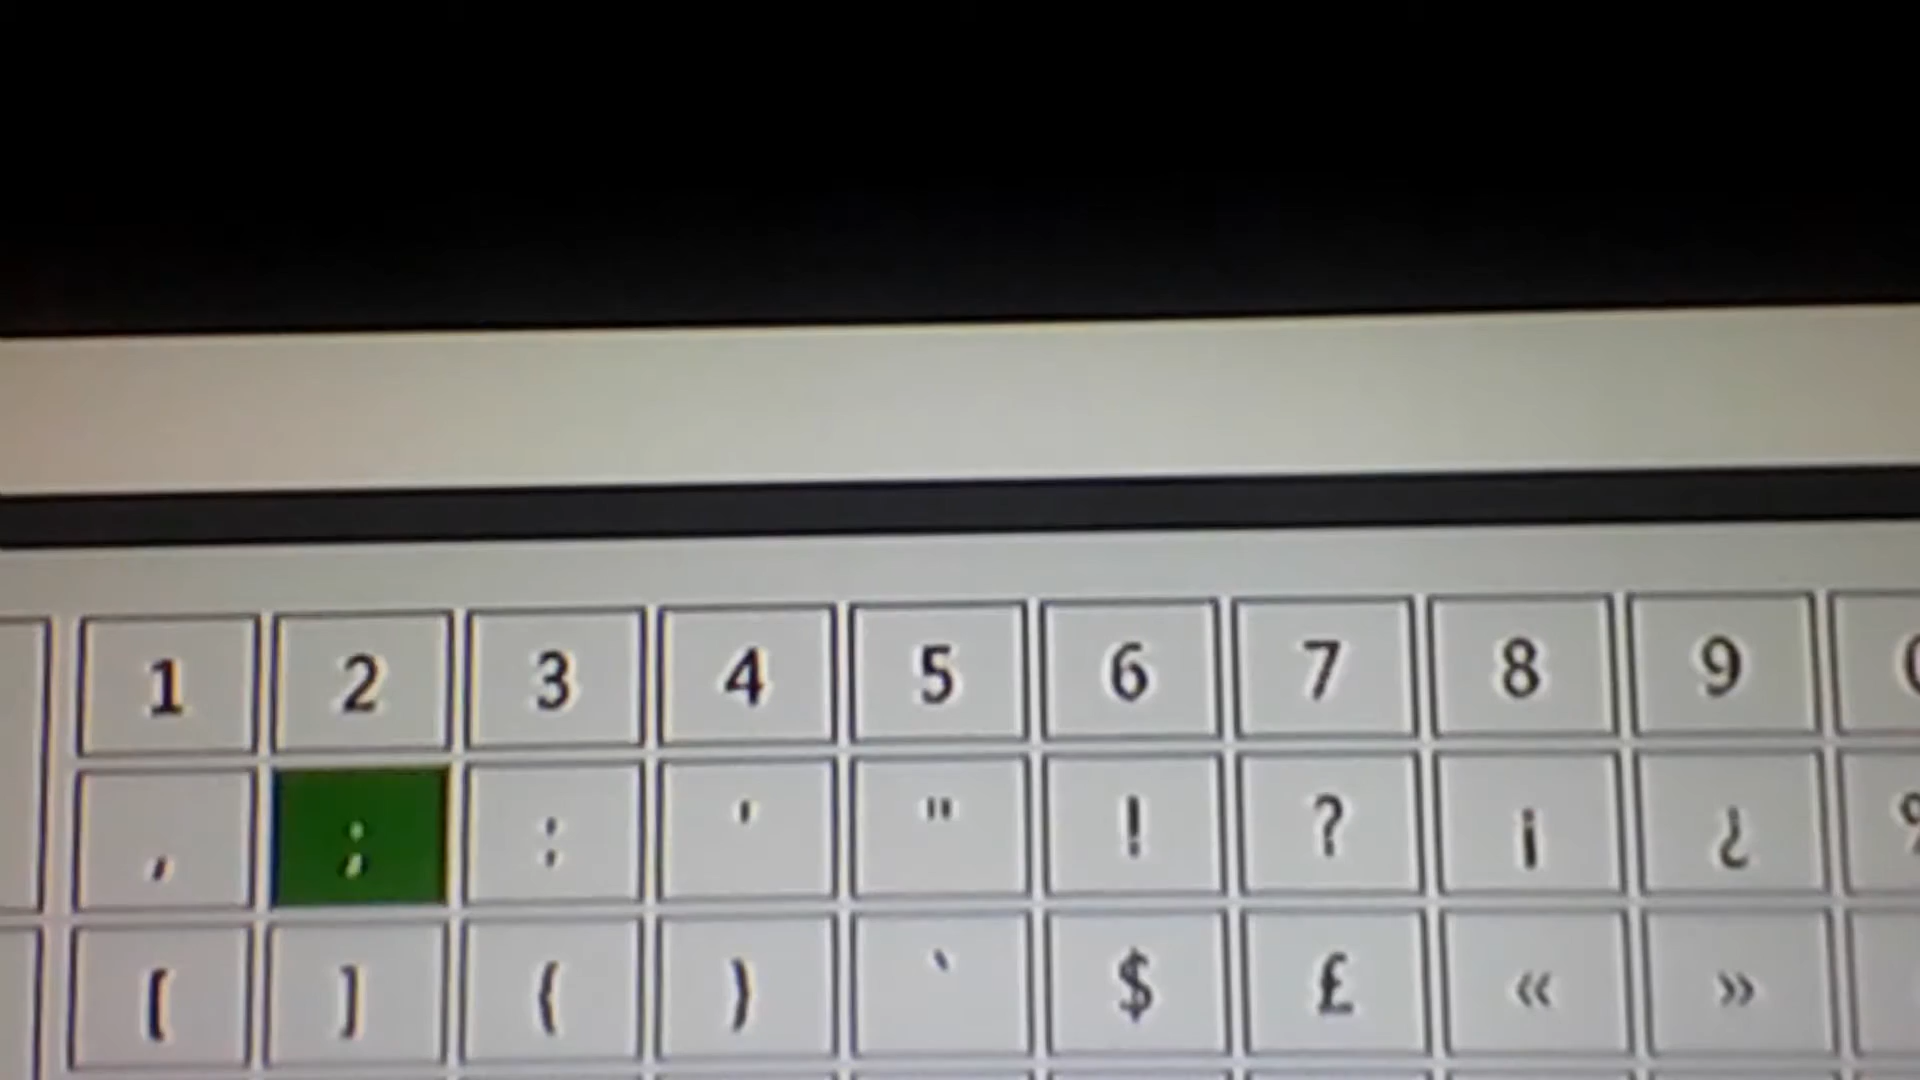 1 2 3 4 5 6 7 8 9
, ; : ' " ! ? ¡ ¿
[ ] ( ) ` $ £ « »